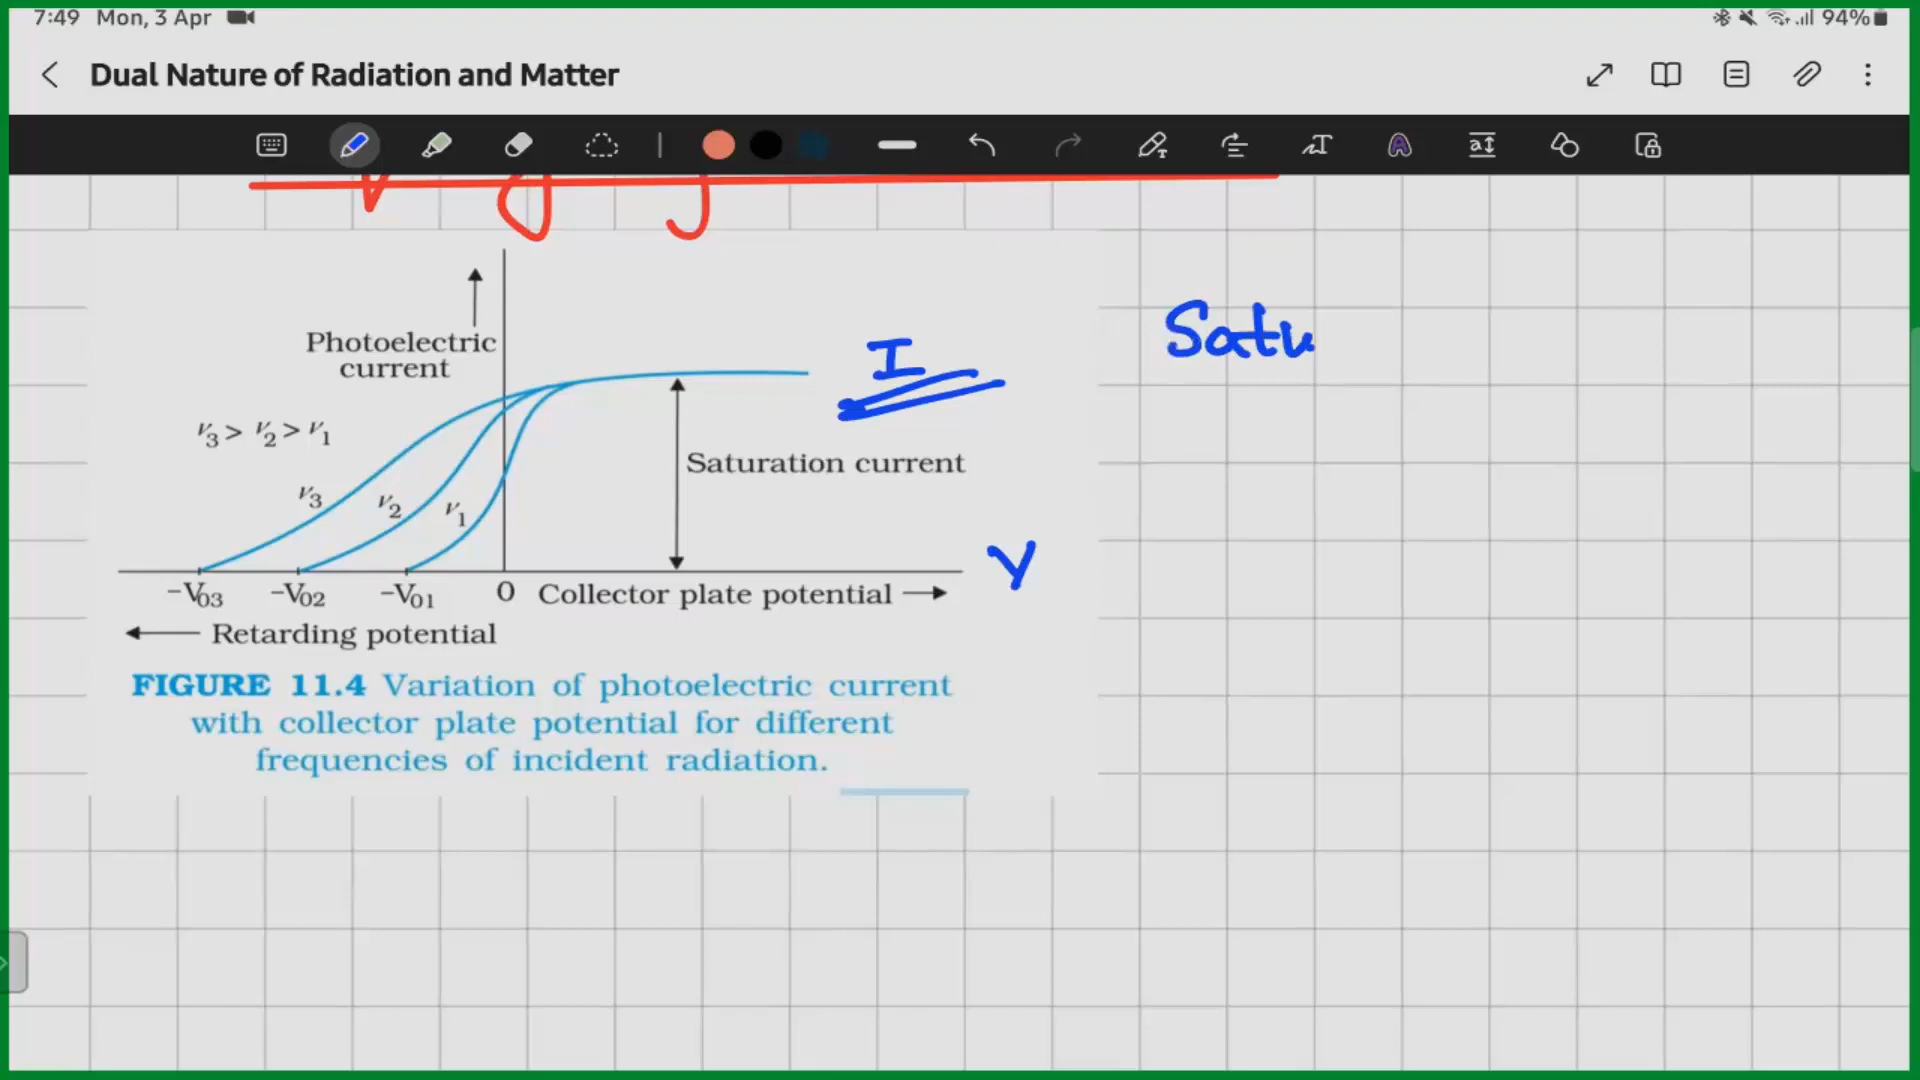 7:49 Mon, 3 Apr 94%
Dual Nature of Radiation and Matter
Photoelectric
current
I
Satu
ν3 > ν2 > ν1
Saturation current
ν3 ν2 ν1
V
−V03 −V02 −V01 0 Collector plate potential
Retarding potential
FIGURE 11.4 Variation of photoelectric current
with collector plate potential for different
frequencies of incident radiation.